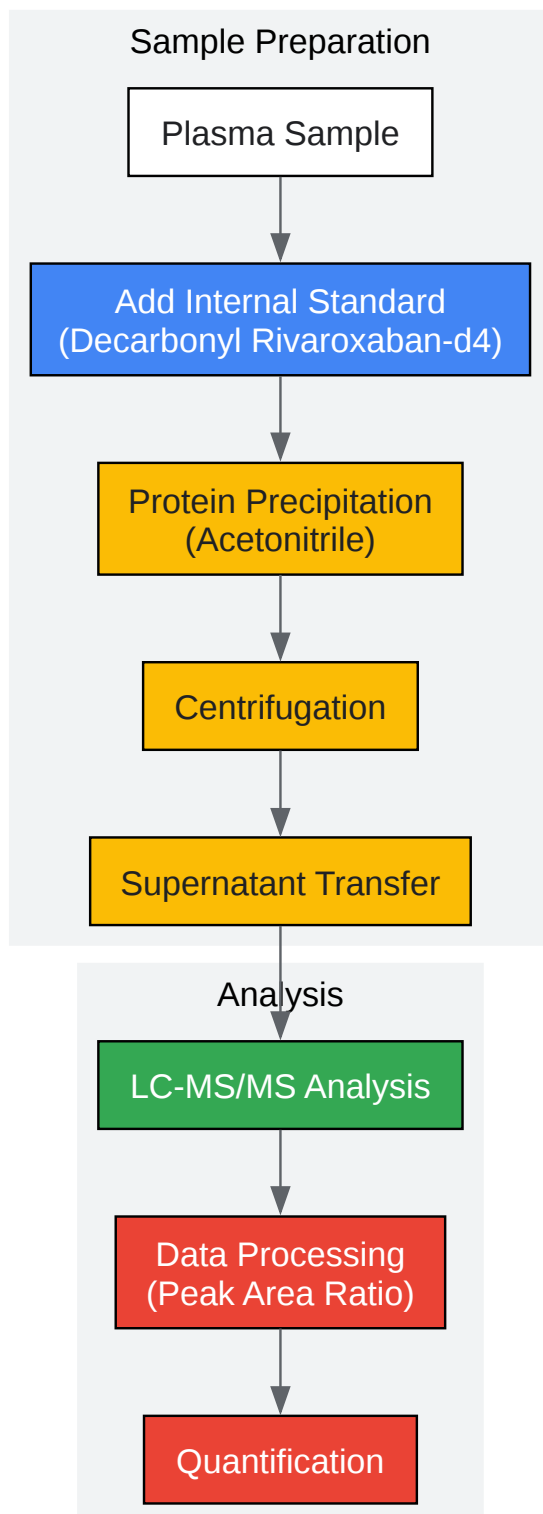 Sample Preparation
Plasma Sample
Add Internal Standard
(Decarbonyl Rivaroxaban-d4)
Protein Precipitation
(Acetonitrile)
Centrifugation
Supernatant Transfer
Analysis
LC-MS/MS Analysis
Data Processing
(Peak Area Ratio)
Quantification